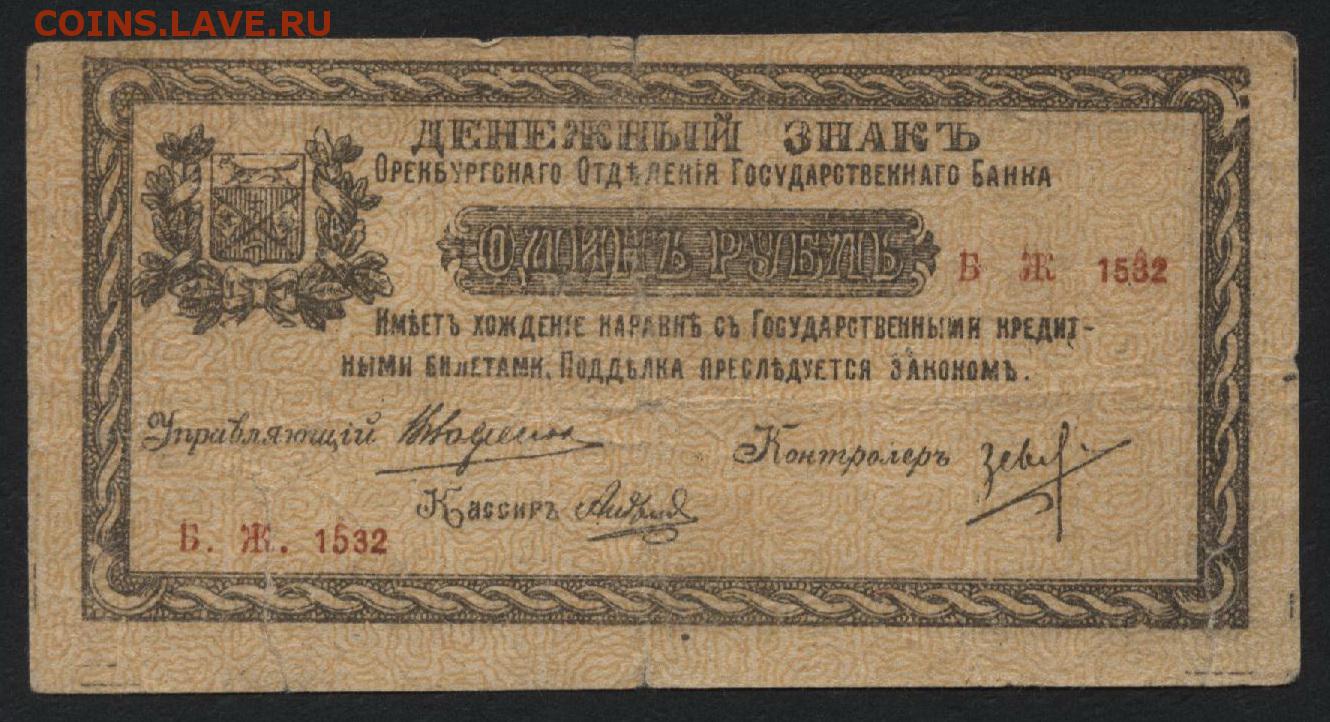 COINS.LAVE.RU
ДЕНЕЖНЫЙ ЗНАКЪ
Оренбургскаго Отдѣленія Государственнаго Банка
ОДИНЪ РУБЛЬ
Б Ж 1532
Имѣетъ хожденіе наравнѣ съ Государственными кредит-
ными билетами. Поддѣлка преслѣдуется закономъ.
Управляющій
Контролеръ
Кассиръ
Б. Ж. 1532